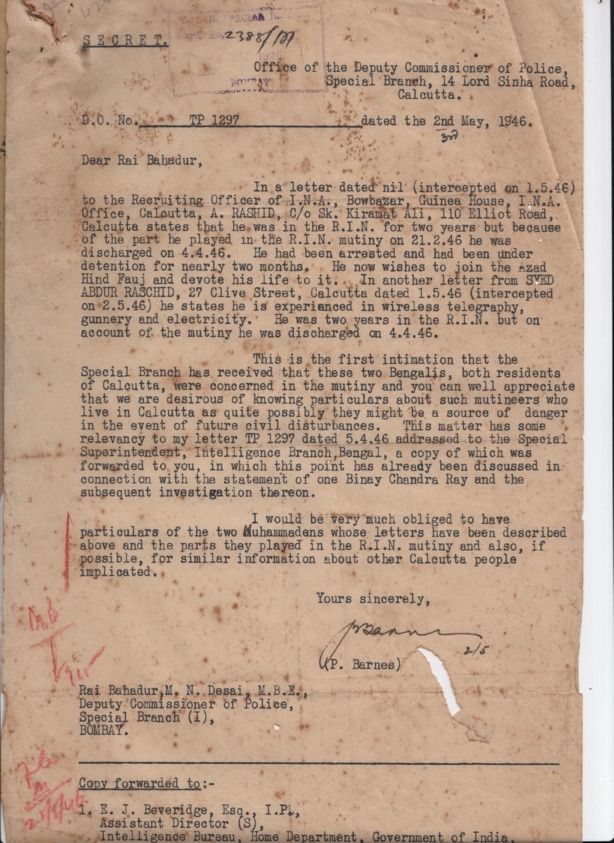 SECRET.
2388/M
BOMBAY
Office of the Deputy Commissioner of Police,
Special Branch, 14 Lord Sinha Road,
Calcutta.
D.O. No. TP 1297 dated the 2nd May, 1946.
3rd
Dear Rai Bahadur,
In a letter dated nil (intercepted on 1.5.46)
to the Recruiting Officer of I.N.A., Bowbazar, Guinea House, I.N.A.
Office, Calcutta, A. RASHID, C/o Sk. Kiramat Ali, 110 Elliot Road,
Calcutta states that he was in the R.I.N. for two years but because
of the part he played in the R.I.N. mutiny on 21.2.46 he was
discharged on 4.4.46. He had been arrested and had been under
detention for nearly two months. He now wishes to join the Azad
Hind Fauj and devote his life to it. In another letter from SYED
ABDUR RASCHID, 27 Clive Street, Calcutta dated 1.5.46 (intercepted
on 2.5.46) he states he is experienced in wireless telegraphy,
gunnery and electricity. He was two years in the R.I.N. but on
account of the mutiny he was discharged on 4.4.46.
This is the first intimation that the
Special Branch has received that these two Bengalis, both residents
of Calcutta, were concerned in the mutiny and you can well appreciate
that we are desirous of knowing particulars about such mutineers who
live in Calcutta as quite possibly they might be a source of danger
in the event of future civil disturbances. This matter has some
relevancy to my letter TP 1297 dated 5.4.46 addressed to the Special
Superintendent, Intelligence Branch,Bengal, a copy of which was
forwarded to you, in which this point has already been discussed in
connection with the statement of one Binay Chandra Ray and the
subsequent investigation thereon.
I would be very much obliged to have
particulars of the two Muhammadens whose letters have been described
above and the parts they played in the R.I.N. mutiny and also, if
possible, for similar information about other Calcutta people
implicated.
Yours sincerely,
2/5
(P. Barnes)
Rai Bahadur M. N. Desai, M.B.E.,
Deputy Commissioner of Police,
Special Branch (I),
BOMBAY.
File
Copy forwarded to:-
1. E. J. Beveridge, Esq., I.P.,
Assistant Director (S),
Intelligence Bureau, Home Department, Government of India,